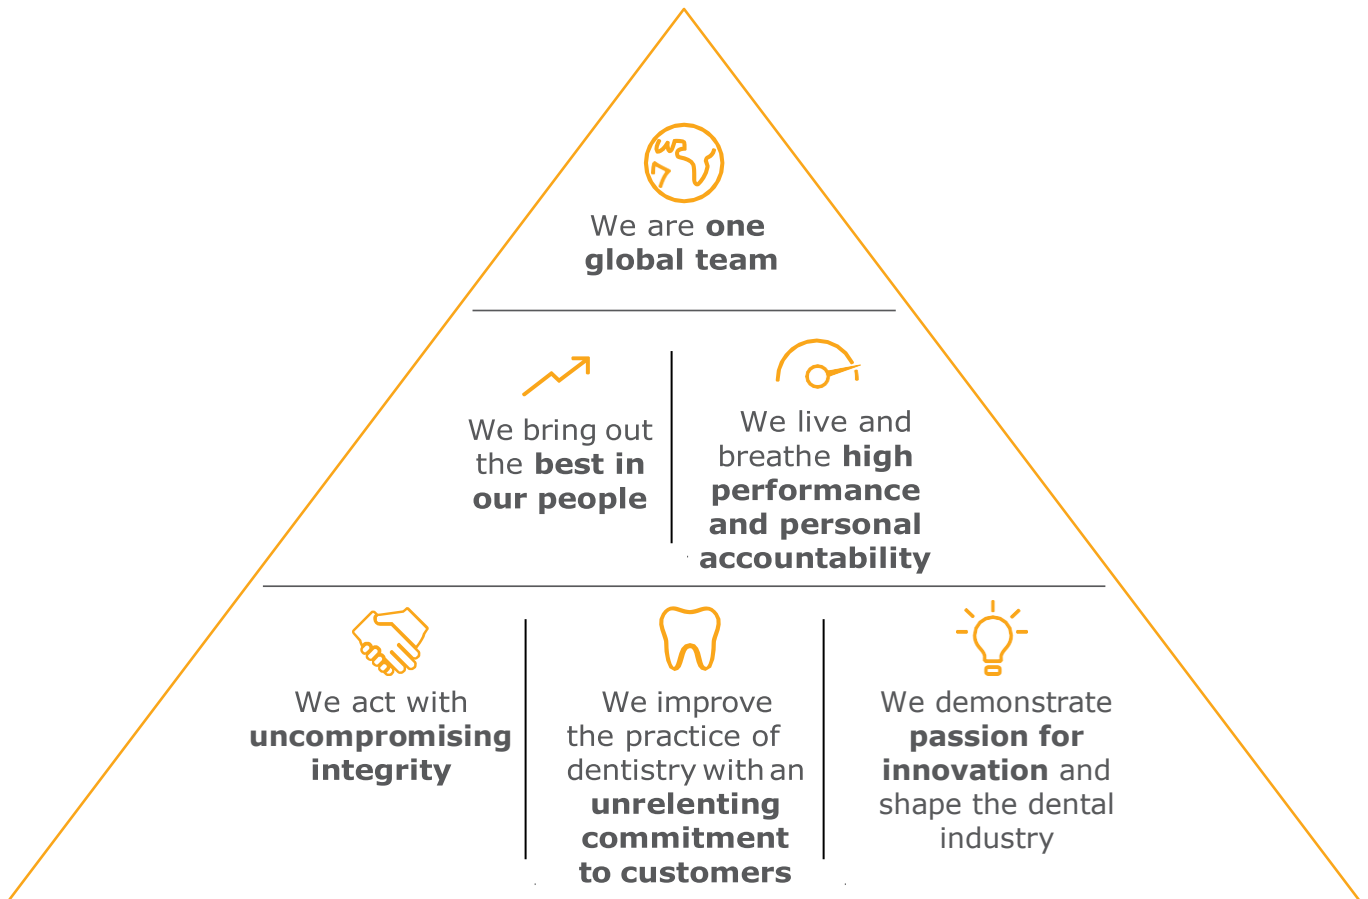 We are one
global team
We bring out
the best in
our people
We live and
breathe high
performance
and personal
accountability
We act with
uncompromising
integrity
We improve
the practice of
dentistry with an
unrelenting
commitment
to customers
We demonstrate
passion for
innovation and
shape the dental
industry